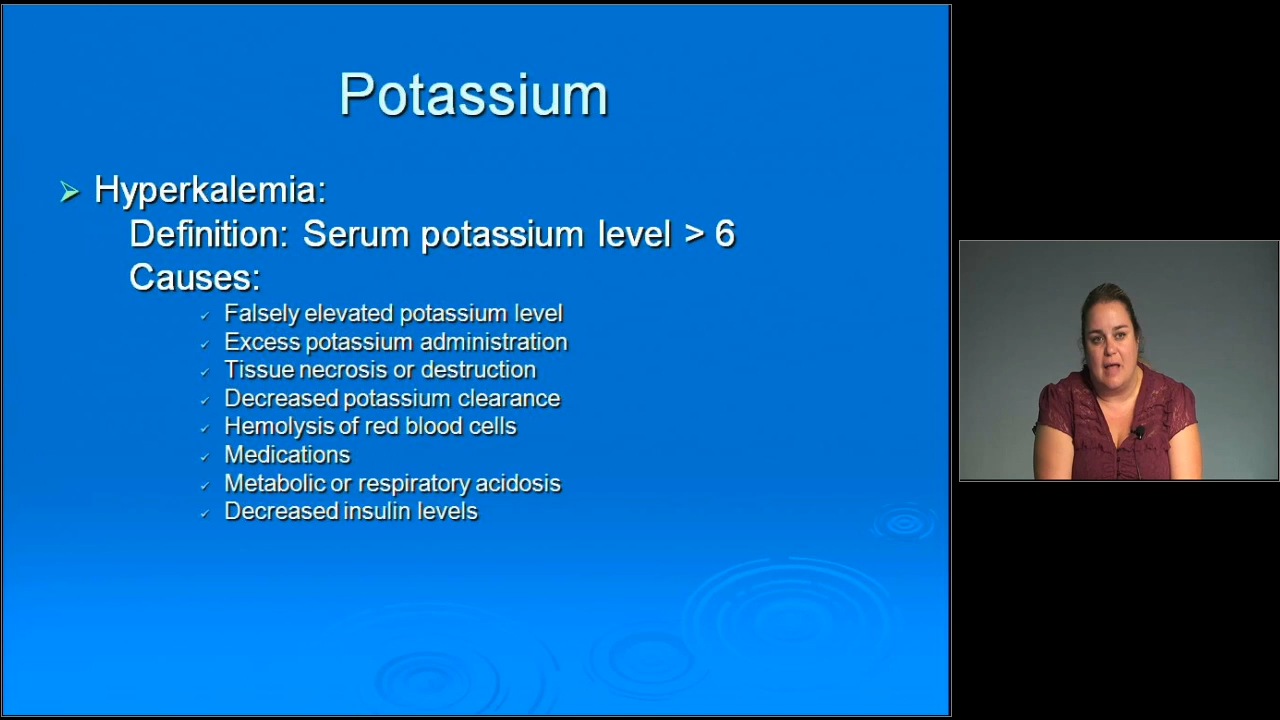 Potassium
Hyperkalemia:
Definition: Serum potassium level > 6
Causes:
Falsely elevated potassium level
Excess potassium administration
Tissue necrosis or destruction
Decreased potassium clearance
Hemolysis of red blood cells
Medications
Metabolic or respiratory acidosis
Decreased insulin levels